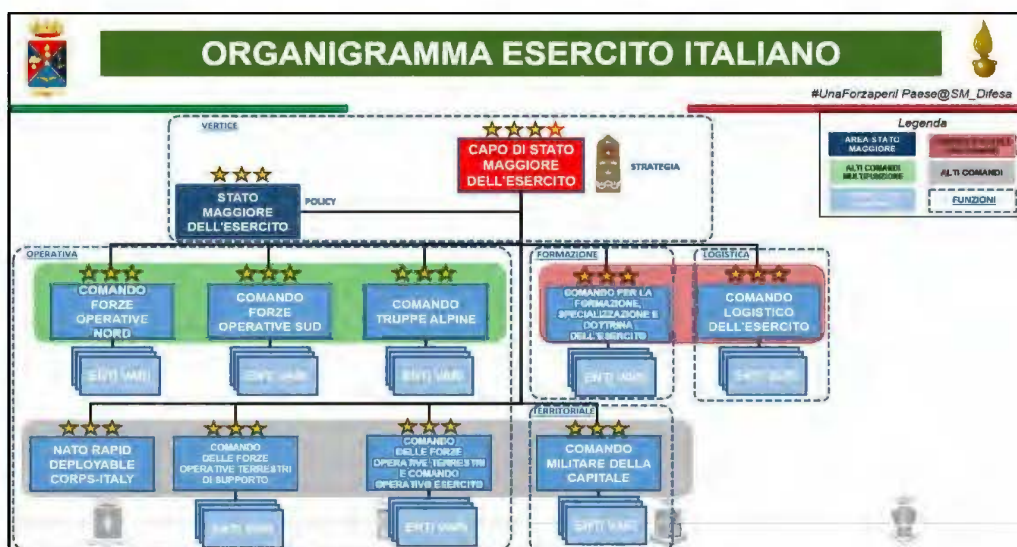 ORGANIGRAMMA ESERCITO ITALIANO
#UnaForzaperil Paese@SM_Difesa
Legenda
AREA STATO
MAGGIORE
ALTI COMANDI
MULTIFUNZIONE
ALTI COMANDI
FUNZIONI
VERTICE
CAPO DI STATO
MAGGIORE
DELL'ESERCITO
STRATEGIA
STATO
MAGGIORE
DELL'ESERCITO
POLICY
OPERATIVA
FORMAZIONE
LOGISTICA
COMANDO
FORZE
OPERATIVE
NORD
COMANDO
FORZE
OPERATIVE SUD
COMANDO
TRUPPE ALPINE
COMANDO PER LA
FORMAZIONE,
SPECIALIZZAZIONE E
DOTTRINA
DELL'ESERCITO
COMANDO
LOGISTICO
DELL'ESERCITO
ENTI VARI
ENTI VARI
ENTI VARI
ENTI VARI
ENTI VARI
TERRITORIALE
NATO RAPID
DEPLOYABLE
CORPS-ITALY
COMANDO
DELLE FORZE
OPERATIVE TERRESTRI
DI SUPPORTO
COMANDO
DELLE FORZE
OPERATIVE TERRESTRI
E COMANDO
OPERATIVO ESERCITO
COMANDO
MILITARE DELLA
CAPITALE
ENTI VARI
ENTI VARI
ENTI VARI